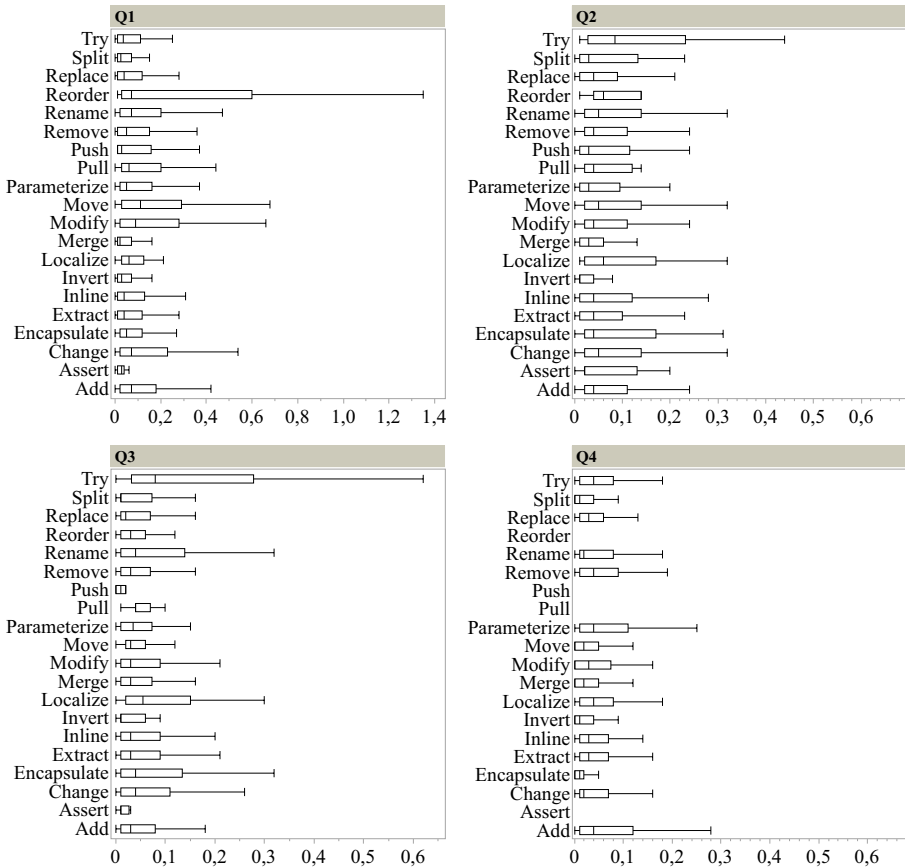 Q1
Try
Split
Replace
Reorder
Rename
Remove
Push
Pull
Parameterize
Move
Modify
Merge
Localize
Invert
Inline
Extract
Encapsulate
Change
Assert
Add
0 0,2 0,4 0,6 0,8 1,0 1,2 1,4
Q2
Try
Split
Replace
Reorder
Rename
Remove
Push
Pull
Parameterize
Move
Modify
Merge
Localize
Invert
Inline
Extract
Encapsulate
Change
Assert
Add
0 0,1 0,2 0,3 0,4 0,5 0,6
Q3
Try
Split
Replace
Reorder
Rename
Remove
Push
Pull
Parameterize
Move
Modify
Merge
Localize
Invert
Inline
Extract
Encapsulate
Change
Assert
Add
0 0,1 0,2 0,3 0,4 0,5 0,6
Q4
Try
Split
Replace
Reorder
Rename
Remove
Push
Pull
Parameterize
Move
Modify
Merge
Localize
Invert
Inline
Extract
Encapsulate
Change
Assert
Add
0 0,1 0,2 0,3 0,4 0,5 0,6